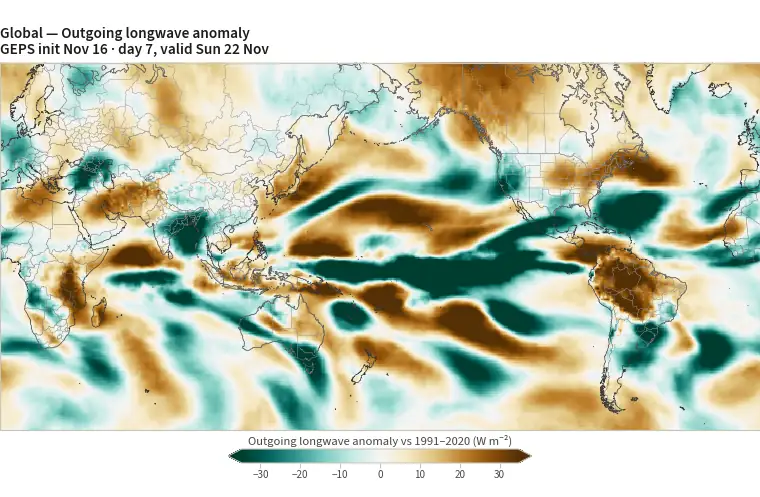 Global — Outgoing longwave anomaly
GEPS init Nov 16 · day 7, valid Sun 22 Nov
Outgoing longwave anomaly vs 1991–2020 (W m⁻²)
−30 −20 −10 0 10 20 30